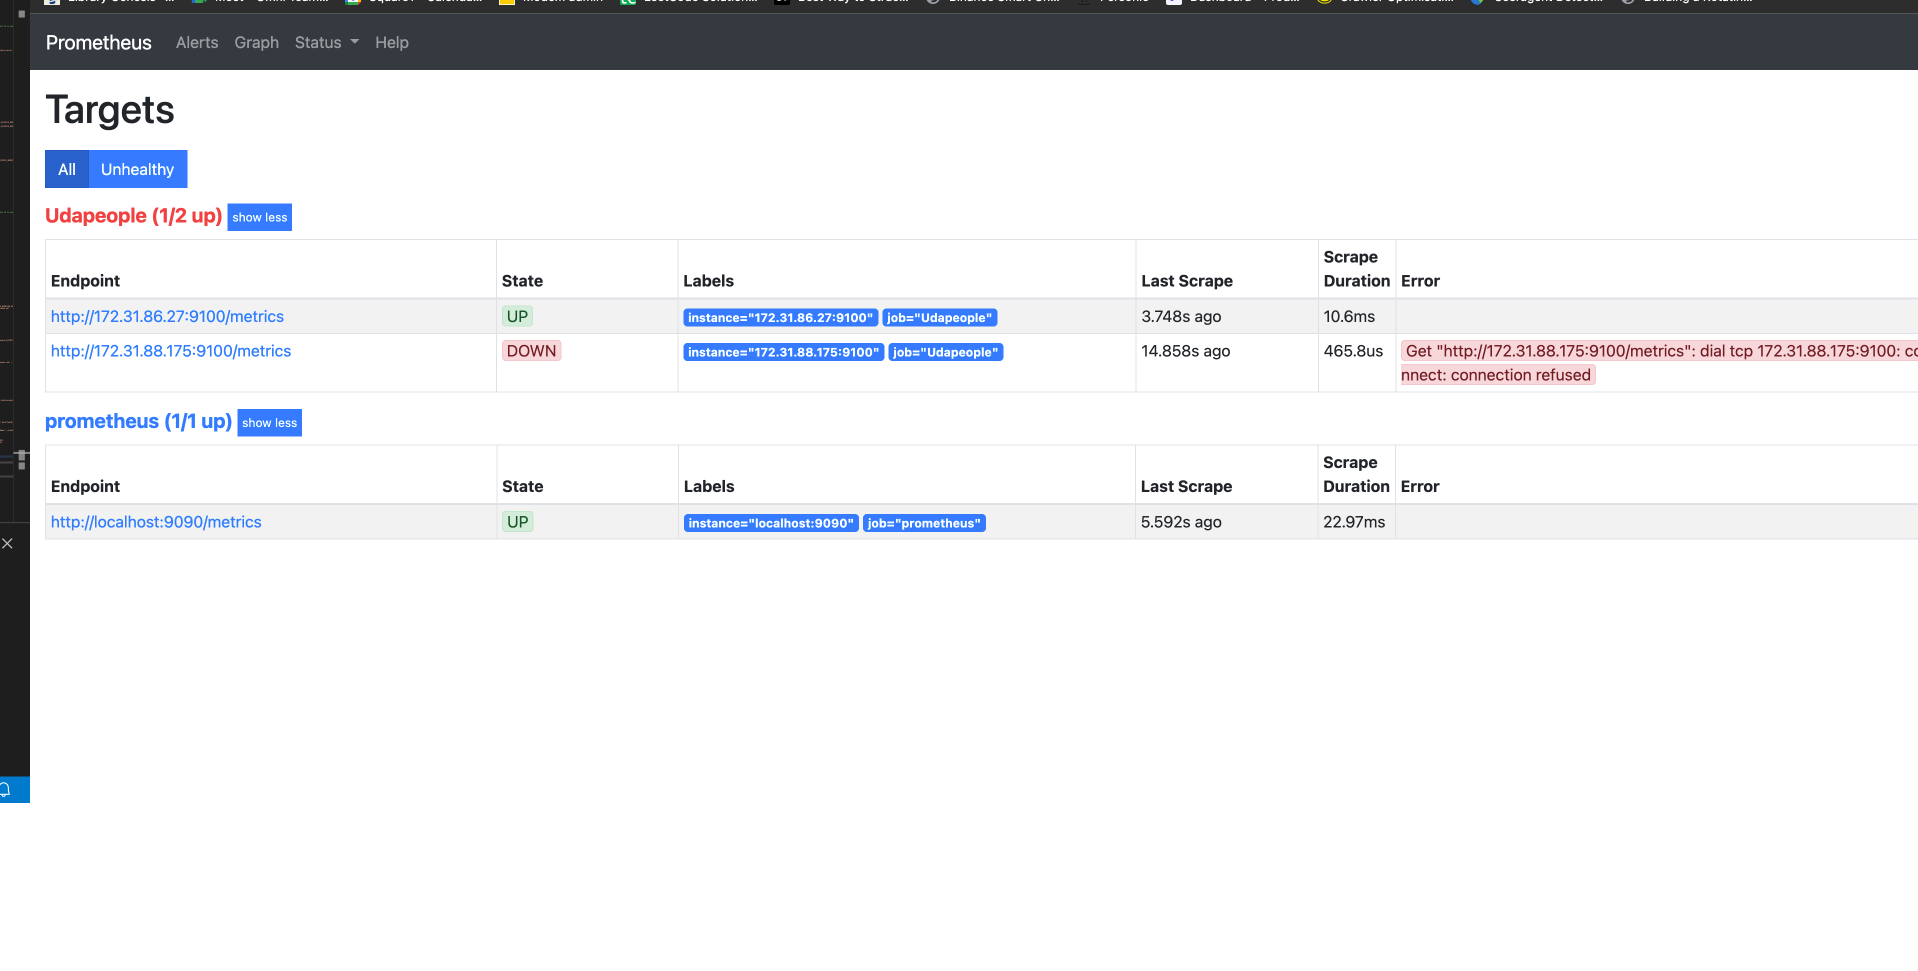 Prometheus Alerts Graph Status Help
Targets
All Unhealthy
Udapeople (1/2 up) show less
Endpoint State Labels Last Scrape Scrape Duration Error
http://172.31.86.27:9100/metrics UP instance="172.31.86.27:9100" job="Udapeople" 3.748s ago 10.6ms
http://172.31.88.175:9100/metrics DOWN instance="172.31.88.175:9100" job="Udapeople" 14.858s ago 465.8us Get "http://172.31.88.175:9100/metrics": dial tcp 172.31.88.175:9100: co
nnect: connection refused
prometheus (1/1 up) show less
Endpoint State Labels Last Scrape Scrape Duration Error
http://localhost:9090/metrics UP instance="localhost:9090" job="prometheus" 5.592s ago 22.97ms